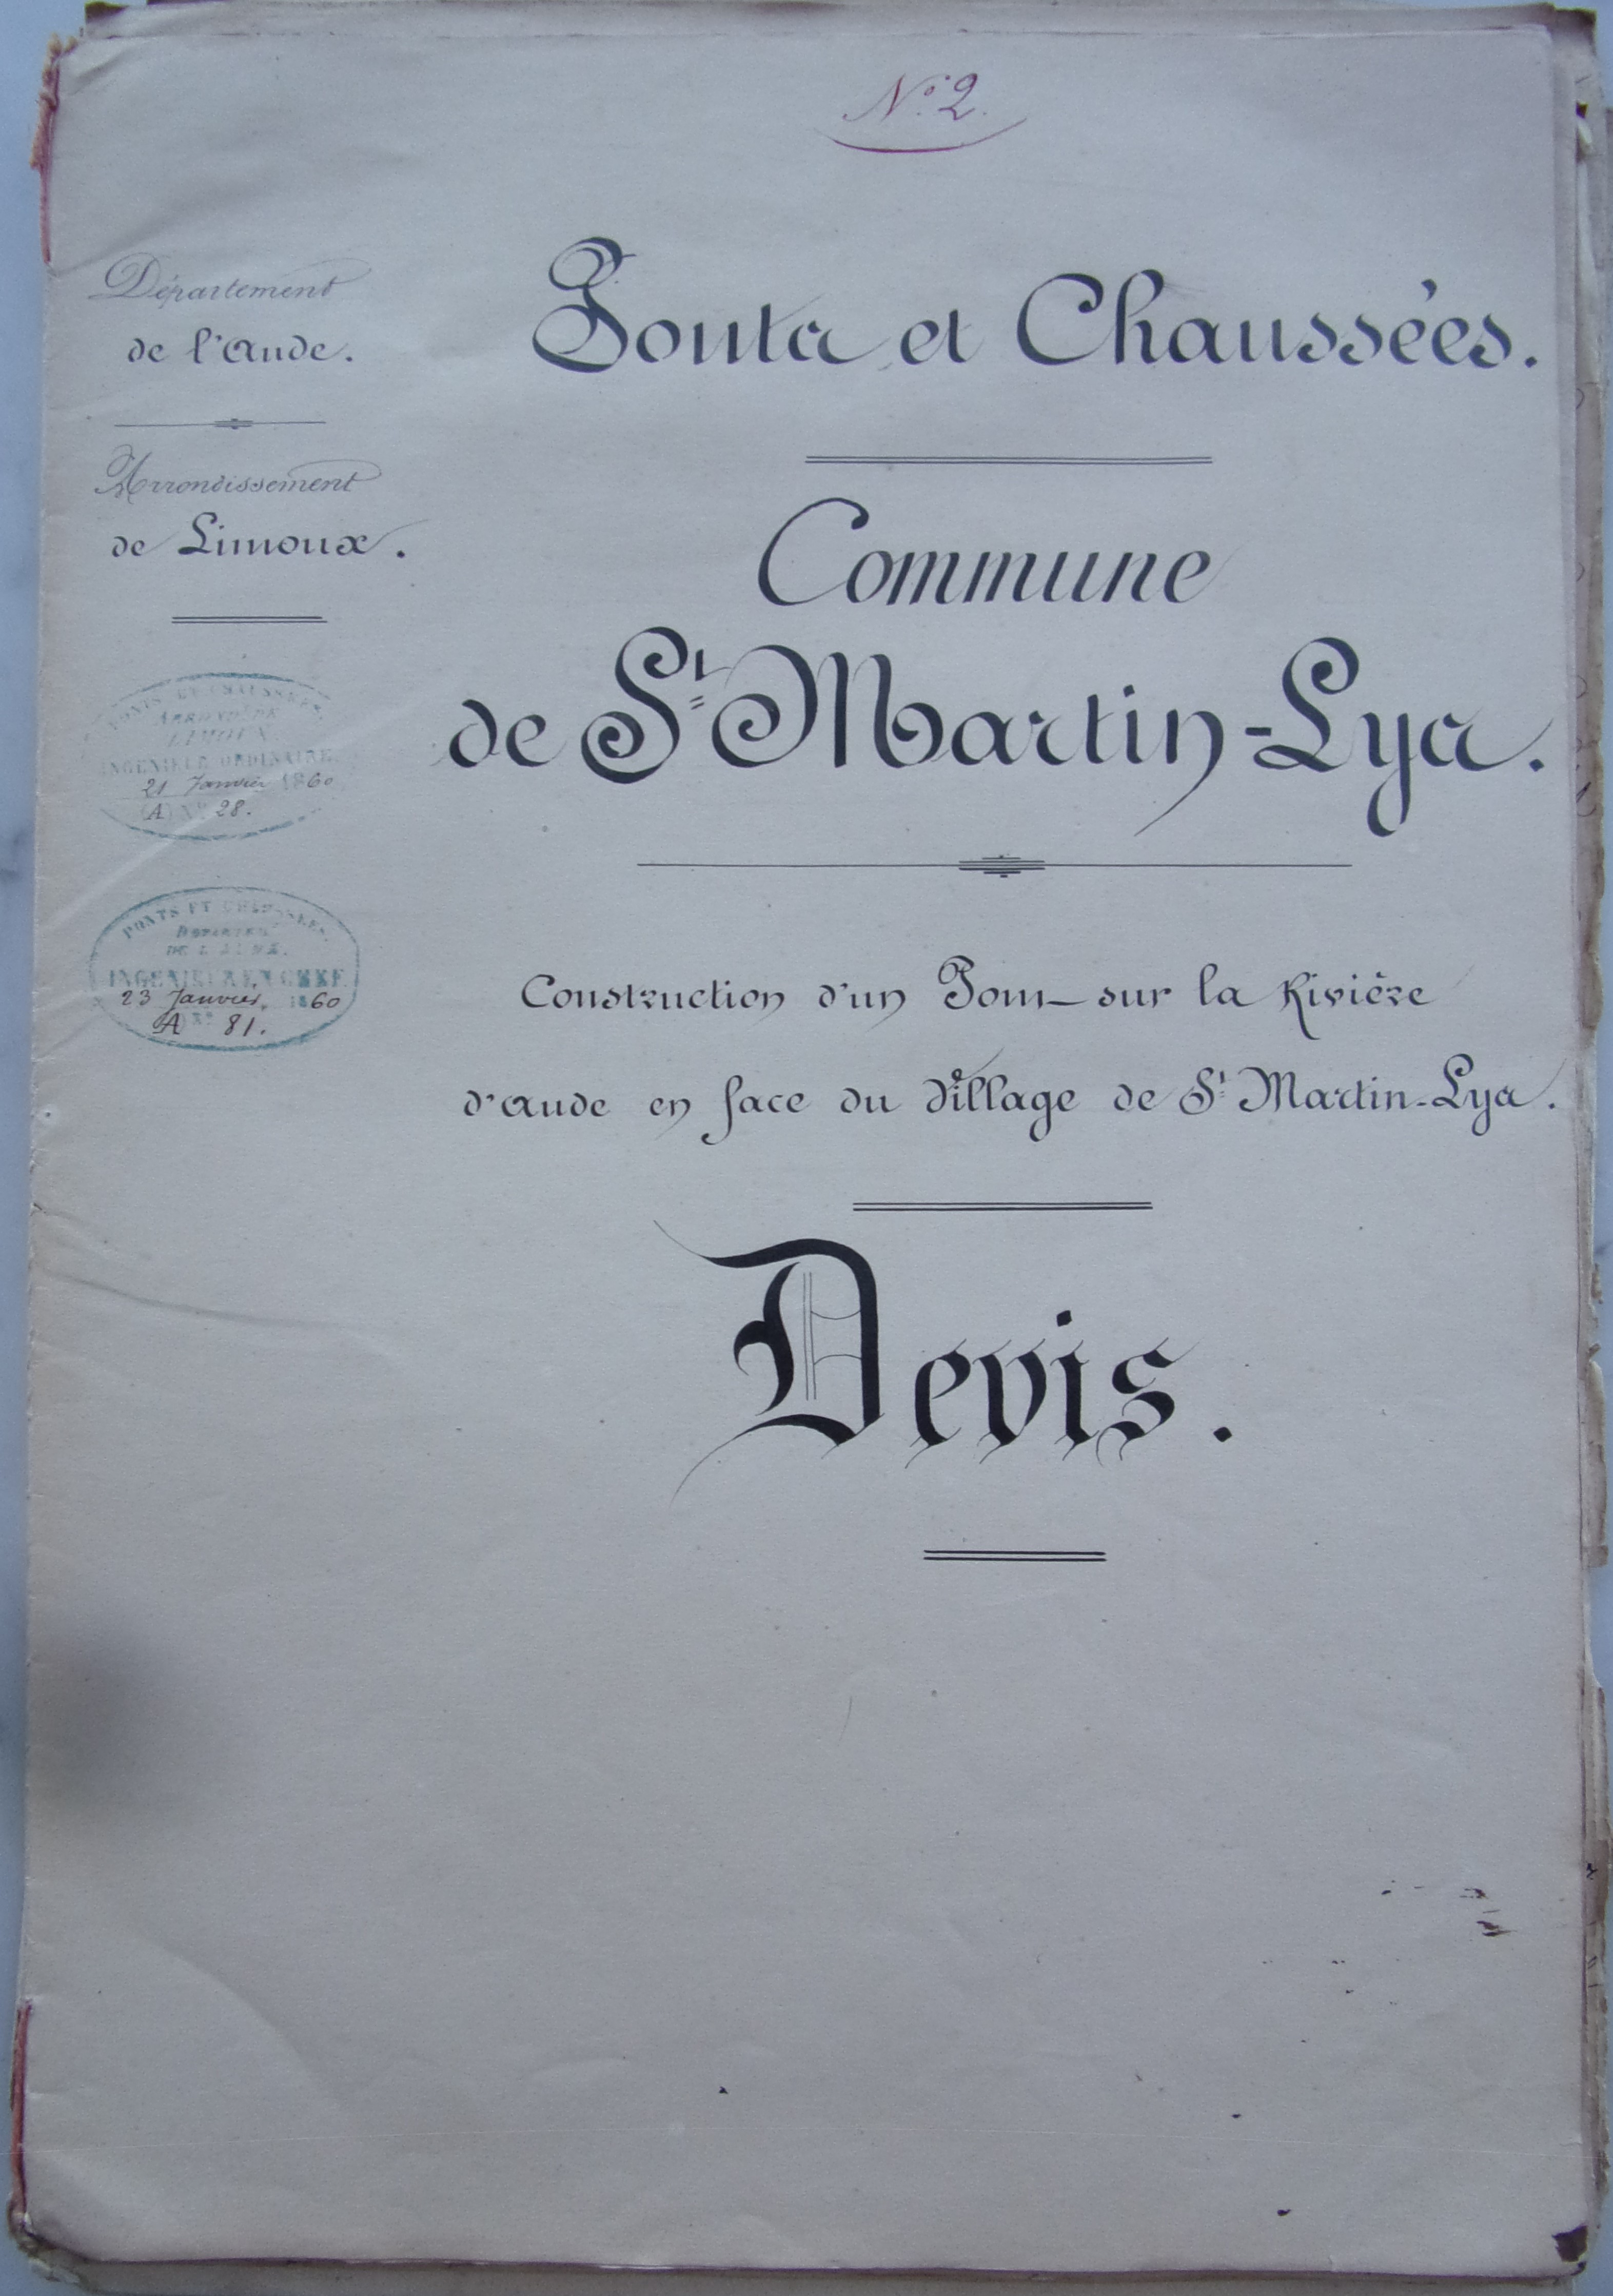 N° 2.
Département
de l'Aude.
Arrondissement
de Limoux.
PONTS ET CHAUSSÉES.
ARRONDt DE
LIMOUX
INGÉNIEUR ORDINAIRE.
21 Janvier 1860
(A) N° 28.
PONTS ET CHAUSSÉES.
DÉPARTEMt
DE L'AUDE.
INGÉNIEUR EN CHEF
23 Janvier 1860
A N° 81.
Ponts et Chaussées.
Commune
de St Martin-Lys.
Construction d'un Pont sur la Rivière
d'Aude en face du Village de St Martin-Lys.
Devis.